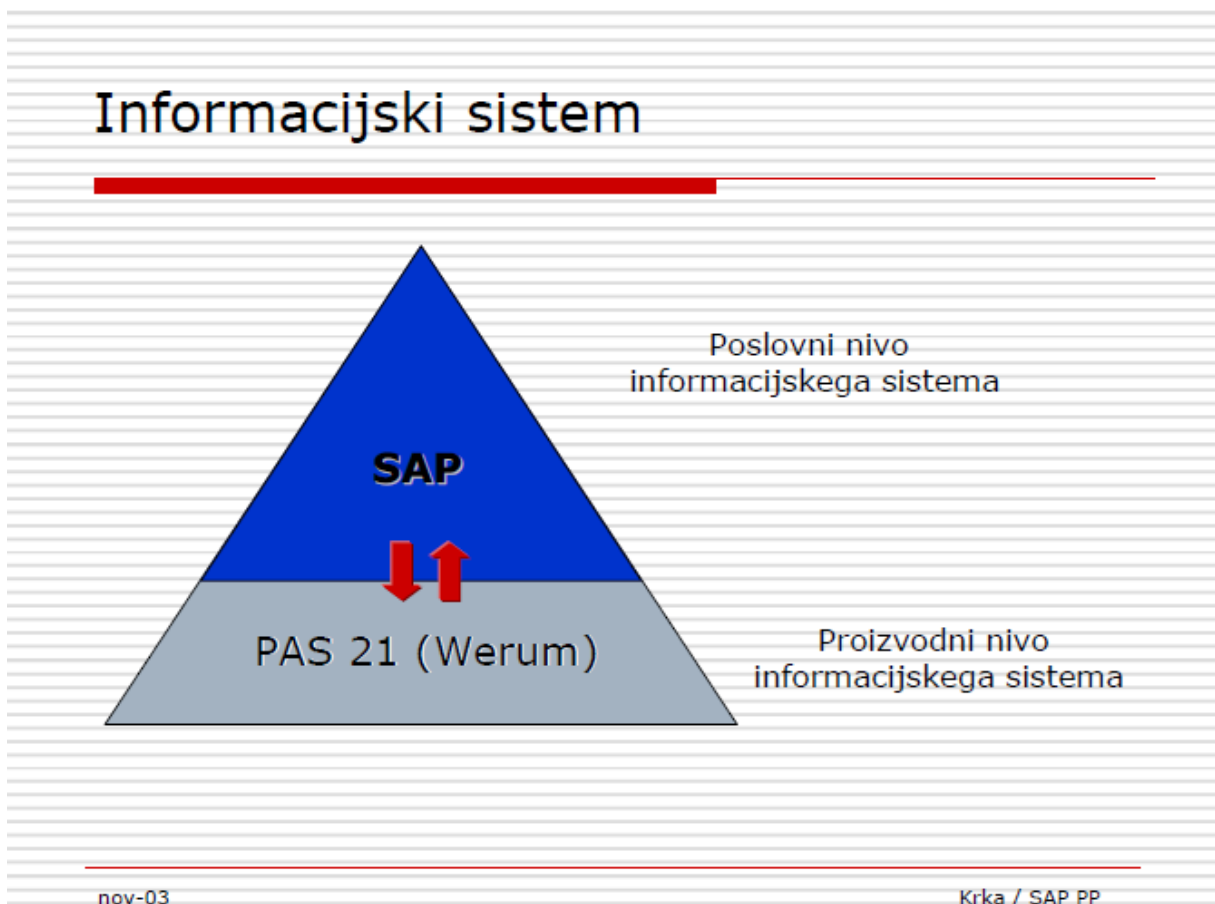 Informacijski sistem
Poslovni nivo
informacijskega sistema
SAP
PAS 21 (Werum)
Proizvodni nivo
informacijskega sistema
nov-03
Krka / SAP PP